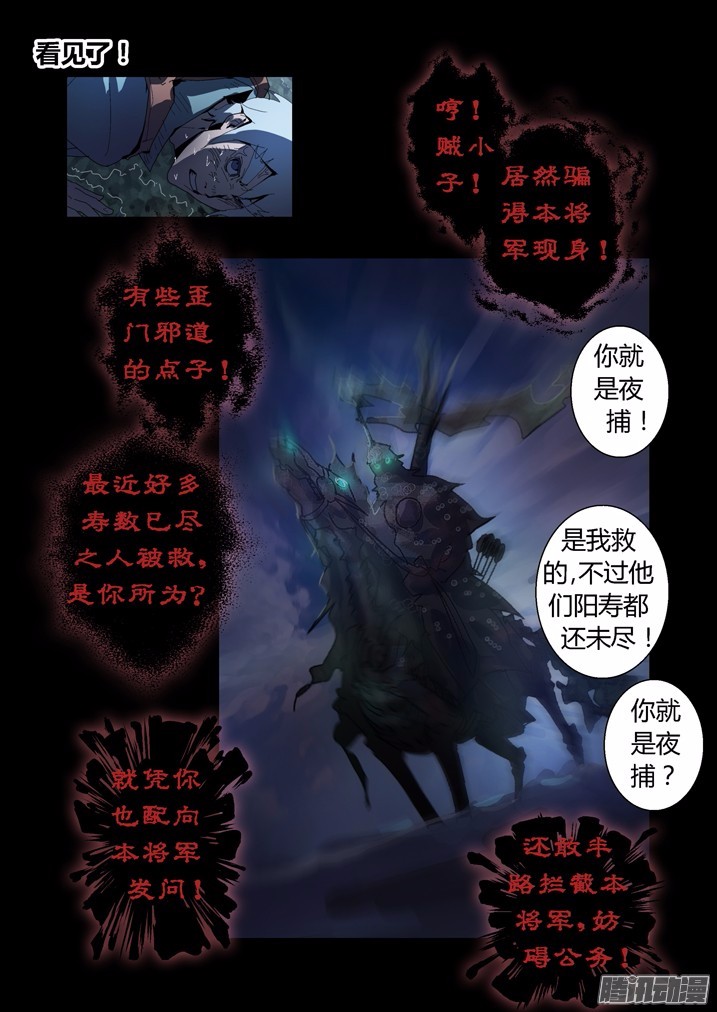 看见了！
哼！
贼小
子！
居然骗
得本将
军现身！
有些歪
门邪道
的点子！
你就
是夜
捕！
最近好多
寿数已尽
之人被救，
是你所为？
是我救
的，不过他
们阳寿都
还未尽！
你就
是夜
捕？
就凭你
也配向
本将军
发问！
还敢半
路拦截本
将军，妨
碍公务！
腾讯动漫